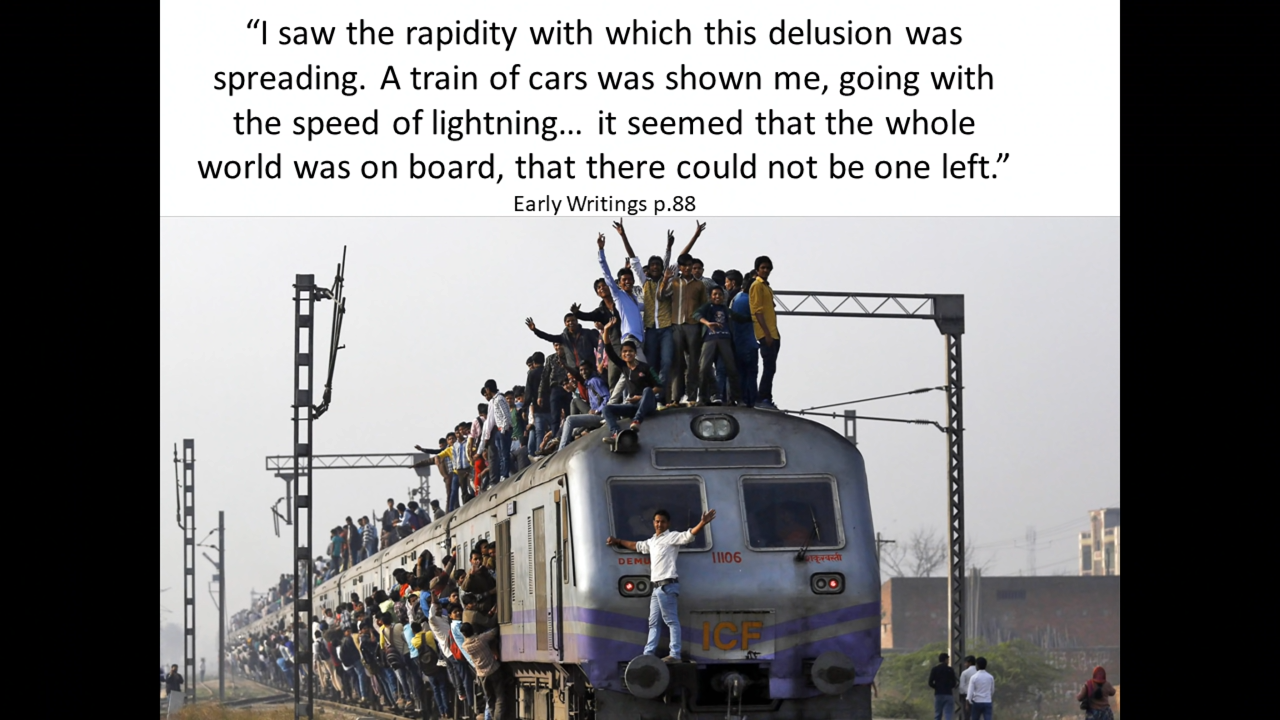 “I saw the rapidity with which this delusion was
spreading. A train of cars was shown me, going with
the speed of lightning... it seemed that the whole
world was on board, that there could not be one left.”
Early Writings p.88
DEMU 11106
ICF